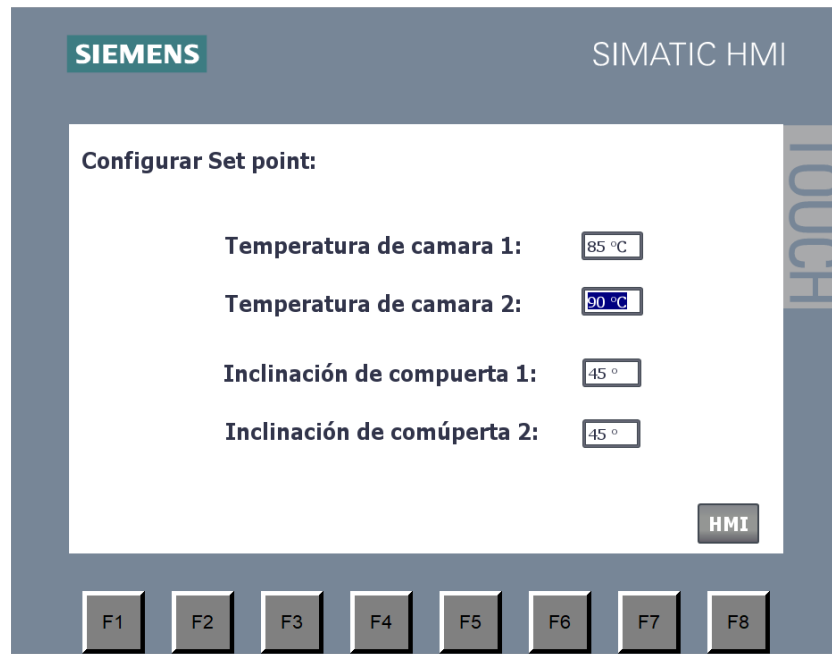 SIEMENS SIMATIC HMI
TOUCH
Configurar Set point:
Temperatura de camara 1: 85 °C
Temperatura de camara 2: 90 °C
Inclinación de compuerta 1: 45 °
Inclinación de comúperta 2: 45 °
HMI
F1 F2 F3 F4 F5 F6 F7 F8